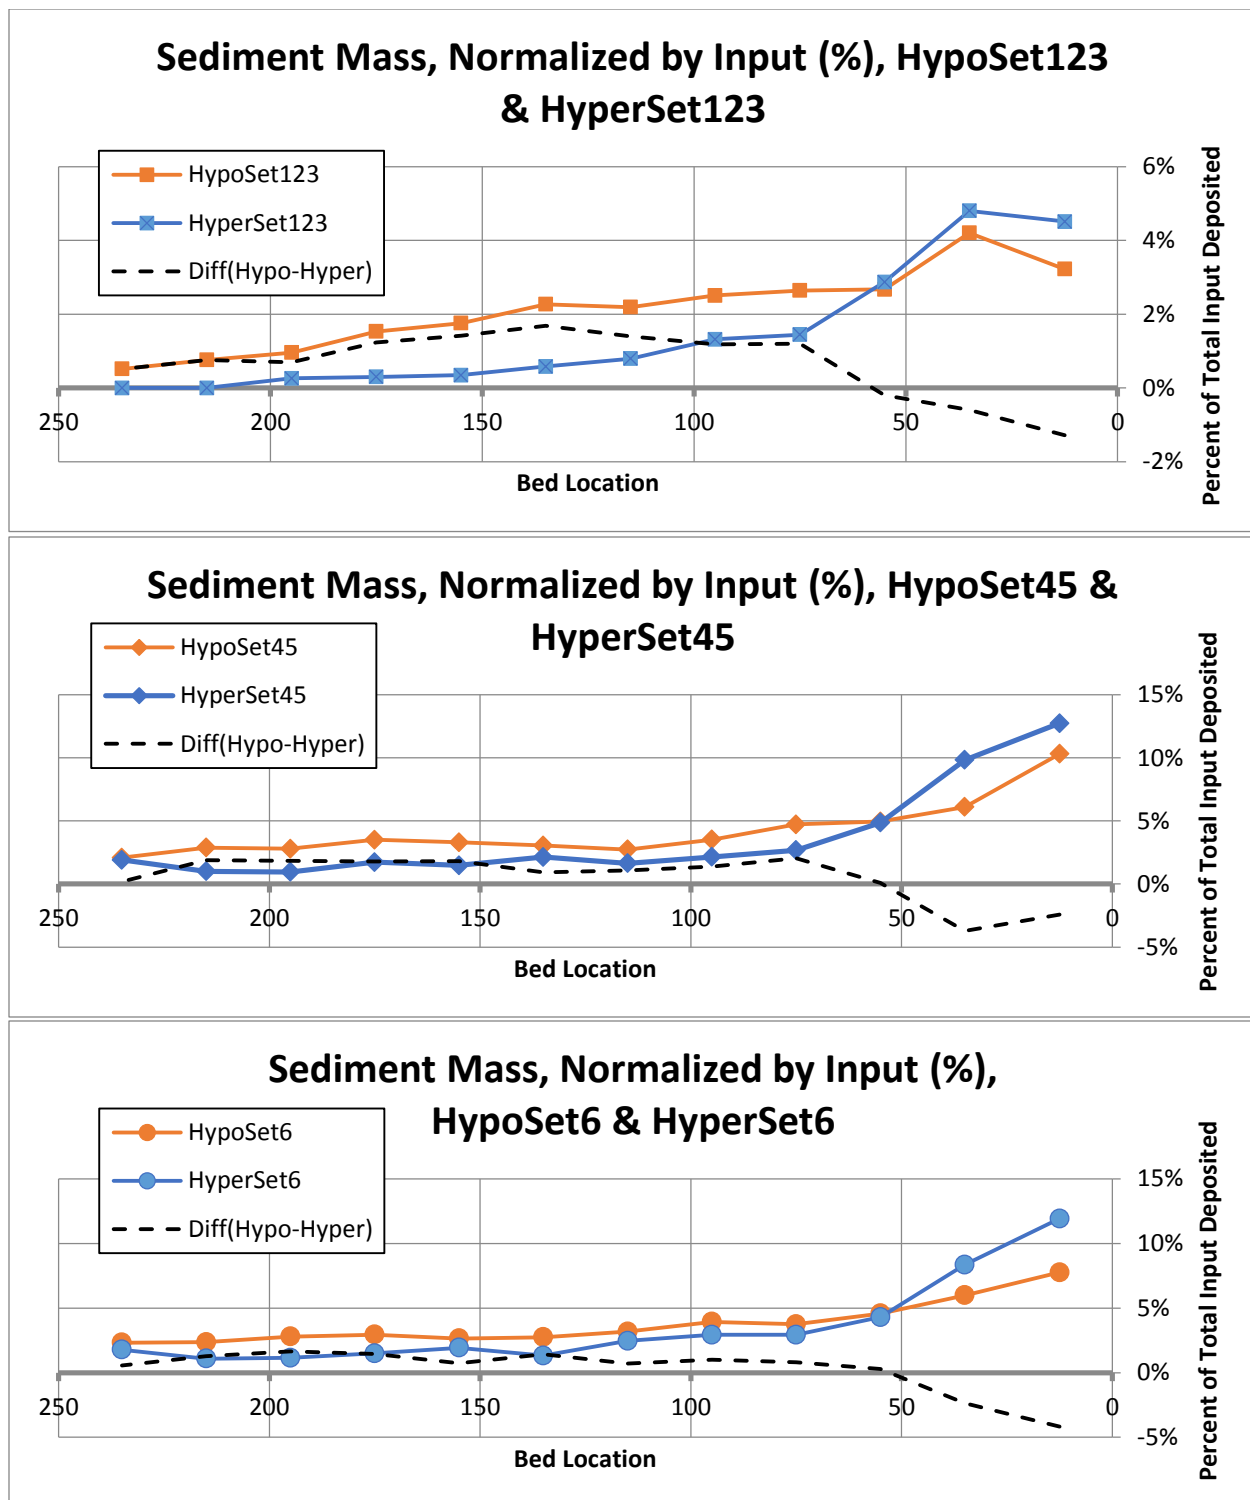 Sediment Mass, Normalized by Input (%), HypoSet123
& HyperSet123
HypoSet123
HyperSet123
Diff(Hypo-Hyper)
6%
4%
2%
0%
-2%
250
200
150
100
50
0
Bed Location
Percent of Total Input Deposited
Sediment Mass, Normalized by Input (%), HypoSet45 &
HyperSet45
HypoSet45
HyperSet45
Diff(Hypo-Hyper)
15%
10%
5%
0%
-5%
250
200
150
100
50
0
Bed Location
Percent of Total Input Deposited
Sediment Mass, Normalized by Input (%),
HypoSet6 & HyperSet6
HypoSet6
HyperSet6
Diff(Hypo-Hyper)
15%
10%
5%
0%
-5%
250
200
150
100
50
0
Bed Location
Percent of Total Input Deposited